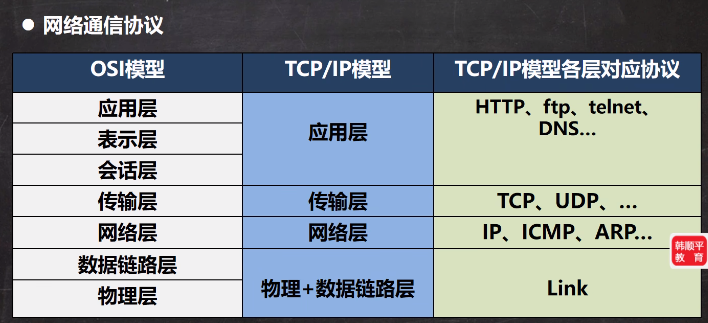 ● 网络通信协议
OSI模型 TCP/IP模型 TCP/IP模型各层对应协议
应用层
表示层
会话层
应用层
HTTP、ftp、telnet、
DNS...
传输层 传输层 TCP、UDP、...
网络层 网络层 IP、ICMP、ARP...
数据链路层
物理层
物理+数据链路层
Link
韩顺平
教育